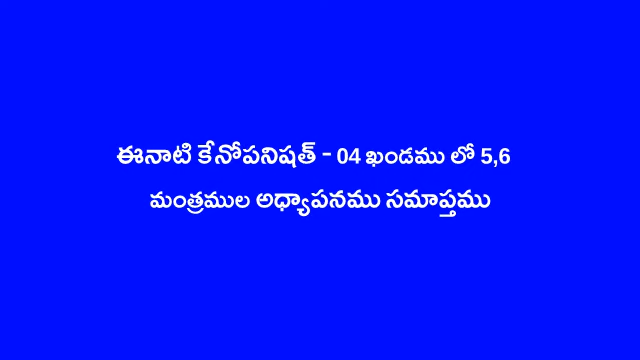 ఈనాటి కేనోపనిషత్ - 04 ఖండము లో 5,6
మంత్రముల అధ్యాపనము సమాప్తము